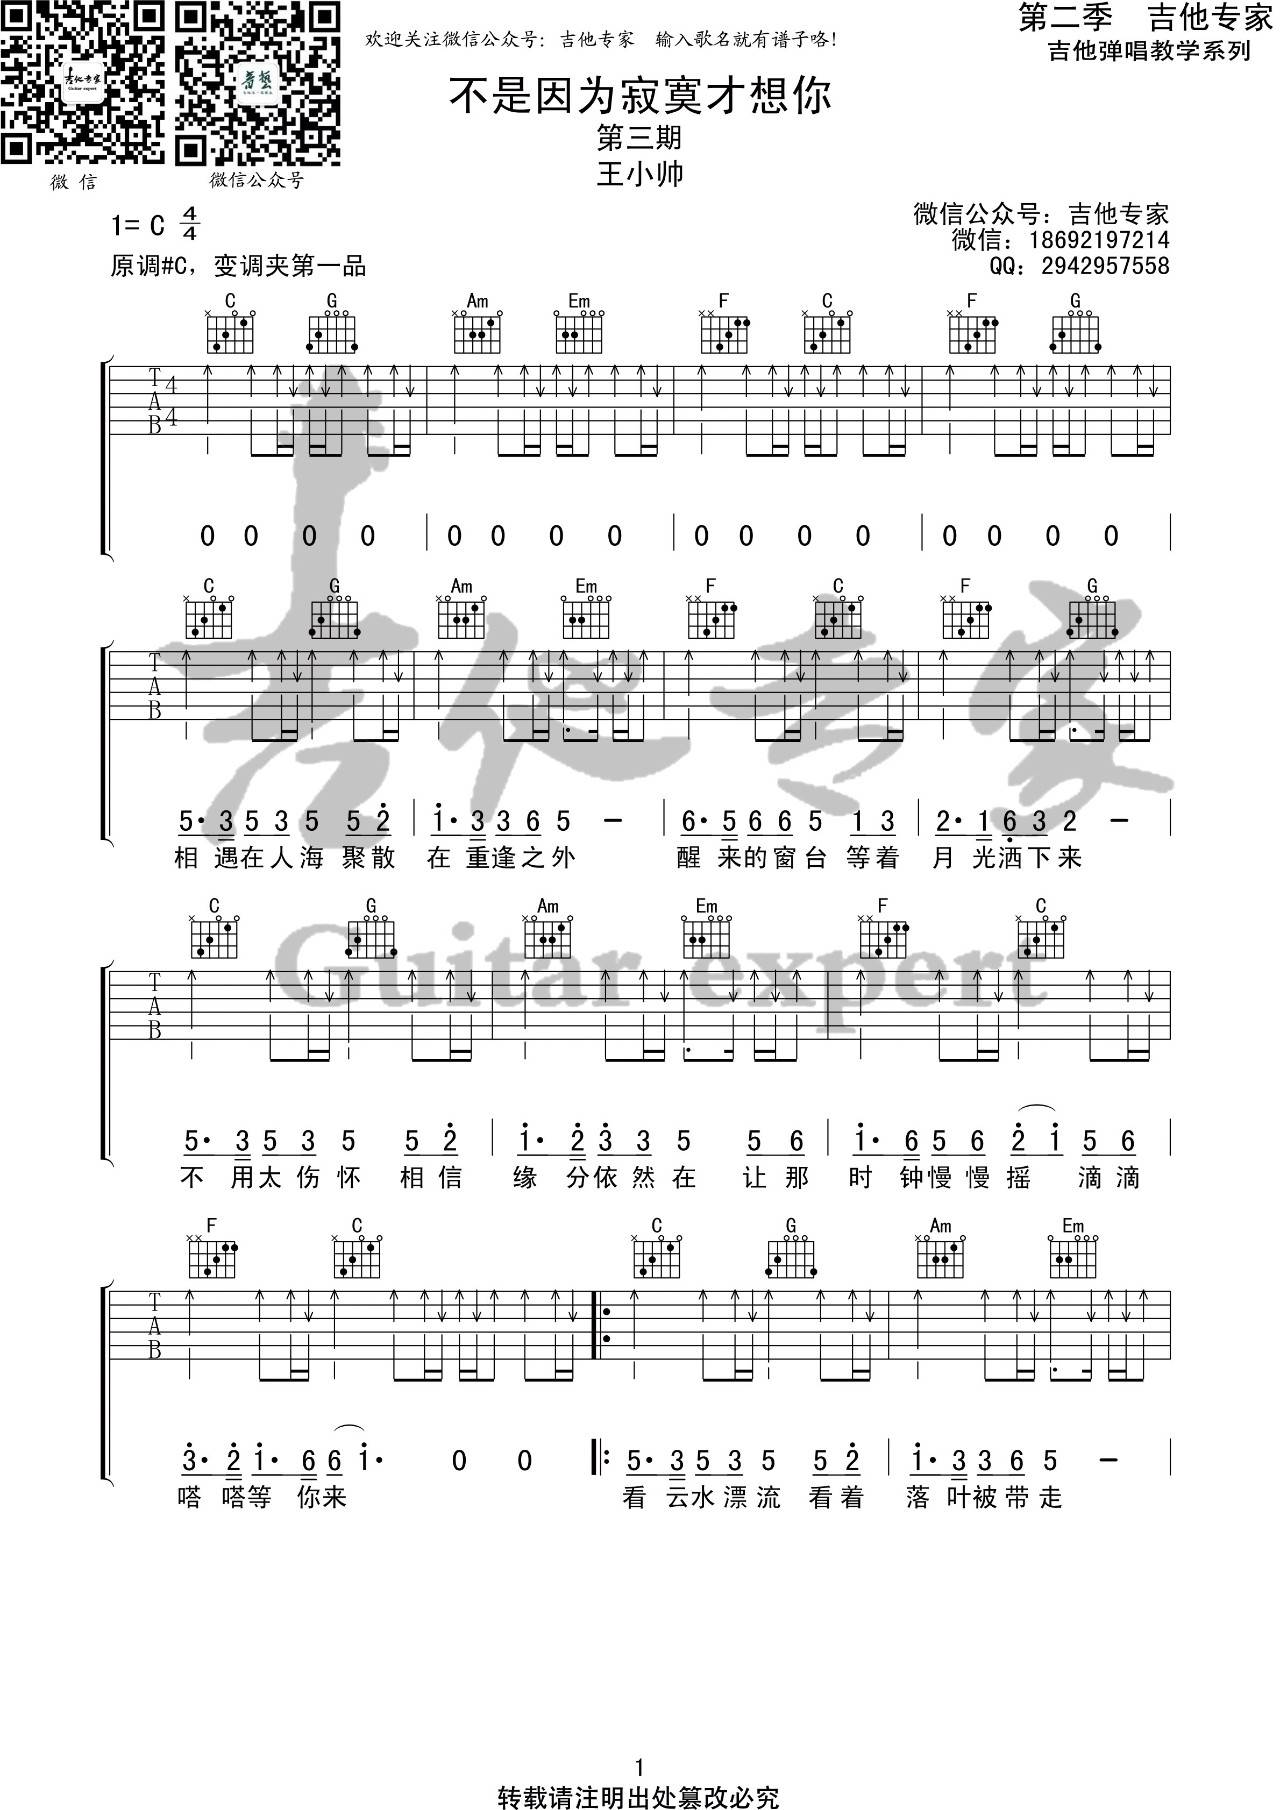 欢迎关注微信公众号：吉他专家　输入歌名就有谱子咯！
第二季　吉他专家
吉他弹唱教学系列
吉他专家
Guitar expert
微 信
微信公众号
不是因为寂寞才想你
第三期
王小帅
1= C 4/4
原调#C，变调夹第一品
微信公众号：吉他专家
微信：18692197214
QQ：2942957558
C G Am Em F C F G
T A B 4/4
0 0 0 0 | 0 0 0 0 | 0 0 0 0 | 0 0 0 0 |
C G Am Em F C F G
T A B
5· 3 5 3 5 5 2 | 1· 3 3 6 5 － | 6· 5 6 6 5 1 3 | 2· 1 6 3 2 － |
相 遇在人海 聚散 在 重逢之外 醒 来的窗台 等着 月 光洒下来
C G Am Em F C
T A B
5· 3 5 3 5 5 2 | 1· 2 3 3 5 5 6 | 1· 6 5 6 2 1 5 6
不 用太伤怀 相信 缘 分依然在 让那 时 钟慢慢摇 滴滴
F C C G Am Em
T A B
3· 2 1· 6 6 1· 0 0 |: 5· 3 5 3 5 5 2 | 1· 3 3 6 5 － |
嗒 嗒等 你来 看 云水漂流 看着 落 叶被带走
吉他专家
Guitar expert
1
转载请注明出处篡改必究